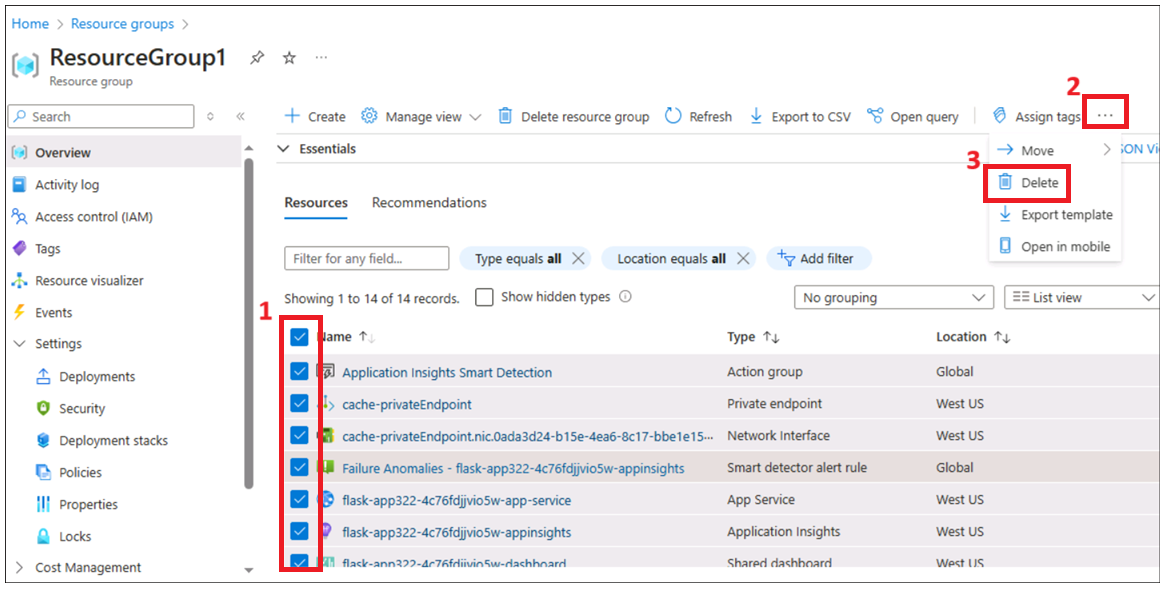 Home > Resource groups >
ResourceGroup1
Resource group
Search
Create
Manage view
Delete resource group
Refresh
Export to CSV
Open query
Assign tags
2
...
Move
3
Delete
Export template
Open in mobile
Essentials
Resources
Recommendations
Filter for any field...
Type equals all
Location equals all
Add filter
Showing 1 to 14 of 14 records.
Show hidden types
No grouping
List view
1
Name Type Location
Application Insights Smart Detection Action group Global
cache-privateEndpoint Private endpoint West US
cache-privateEndpoint.nic.0ada3d24-b15e-4ea6-8c17-bbe1e15... Network Interface West US
Failure Anomalies - flask-app322-4c76fdjjvio5w-appinsights Smart detector alert rule Global
flask-app322-4c76fdjjvio5w-app-service App Service West US
flask-app322-4c76fdjjvio5w-appinsights Application Insights West US
flask-app322-4c76fdjjvio5w-dashboard Shared dashboard West US
Overview
Activity log
Access control (IAM)
Tags
Resource visualizer
Events
Settings
Deployments
Security
Deployment stacks
Policies
Properties
Locks
Cost Management